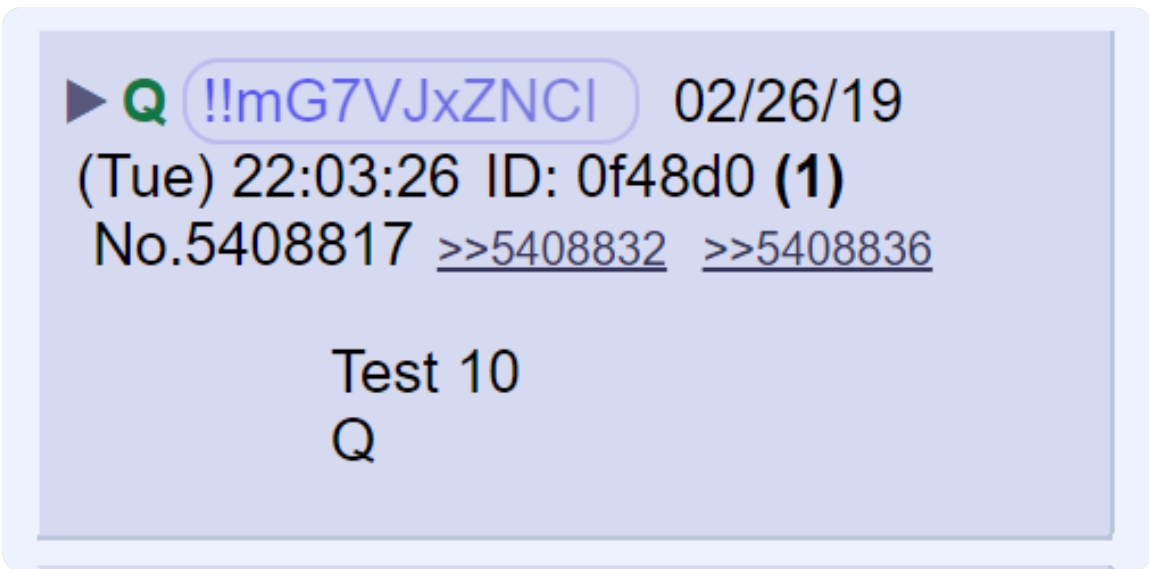 ▶ Q !!mG7VJxZNCI 02/26/19
(Tue) 22:03:26 ID: 0f48d0 (1)
No.5408817 >>5408832 >>5408836
Test 10
Q